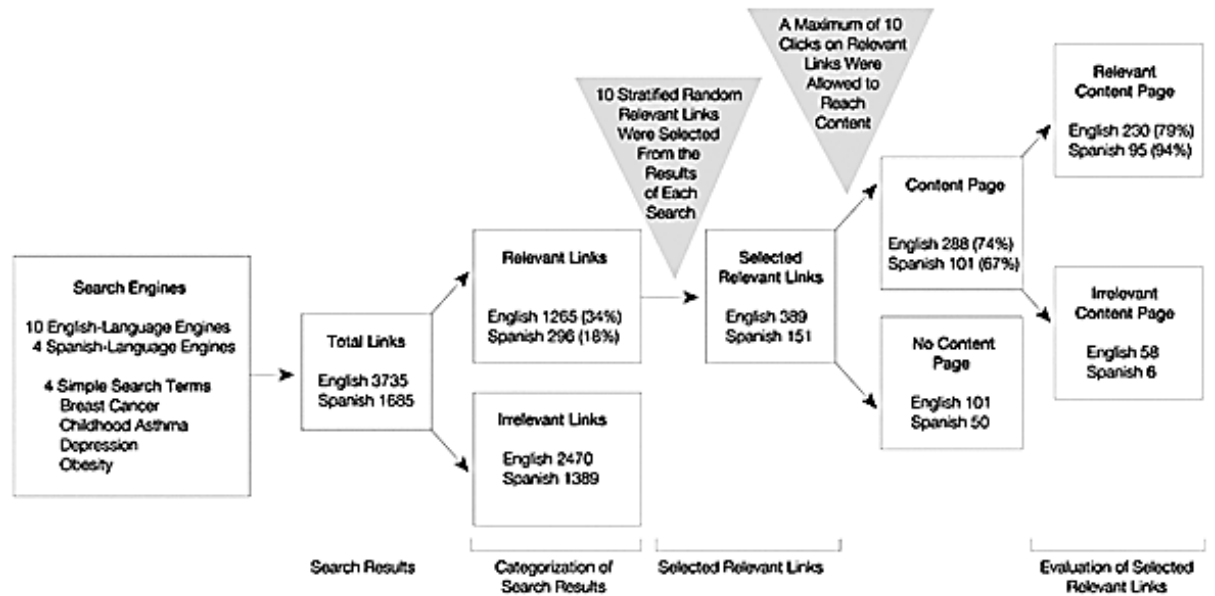 Search Engines
10 English-Language Engines
4 Spanish-Language Engines
4 Simple Search Terms
Breast Cancer
Childhood Asthma
Depression
Obesity
Total Links
English 3735
Spanish 1685
Search Results
Relevant Links
English 1265 (34%)
Spanish 296 (18%)
Irrelevant Links
English 2470
Spanish 1389
Categorization of
Search Results
10 Stratified Random
Relevant Links
Were Selected
From the
Results
of Each
Search
Selected
Relevant Links
English 389
Spanish 151
Selected Relevant Links
A Maximum of 10
Clicks on Relevant
Links Were
Allowed to
Reach
Content
Content Page
English 288 (74%)
Spanish 101 (67%)
No Content
Page
English 101
Spanish 50
Relevant
Content Page
English 230 (79%)
Spanish 95 (94%)
Irrelevant
Content Page
English 58
Spanish 6
Evaluation of Selected
Relevant Links